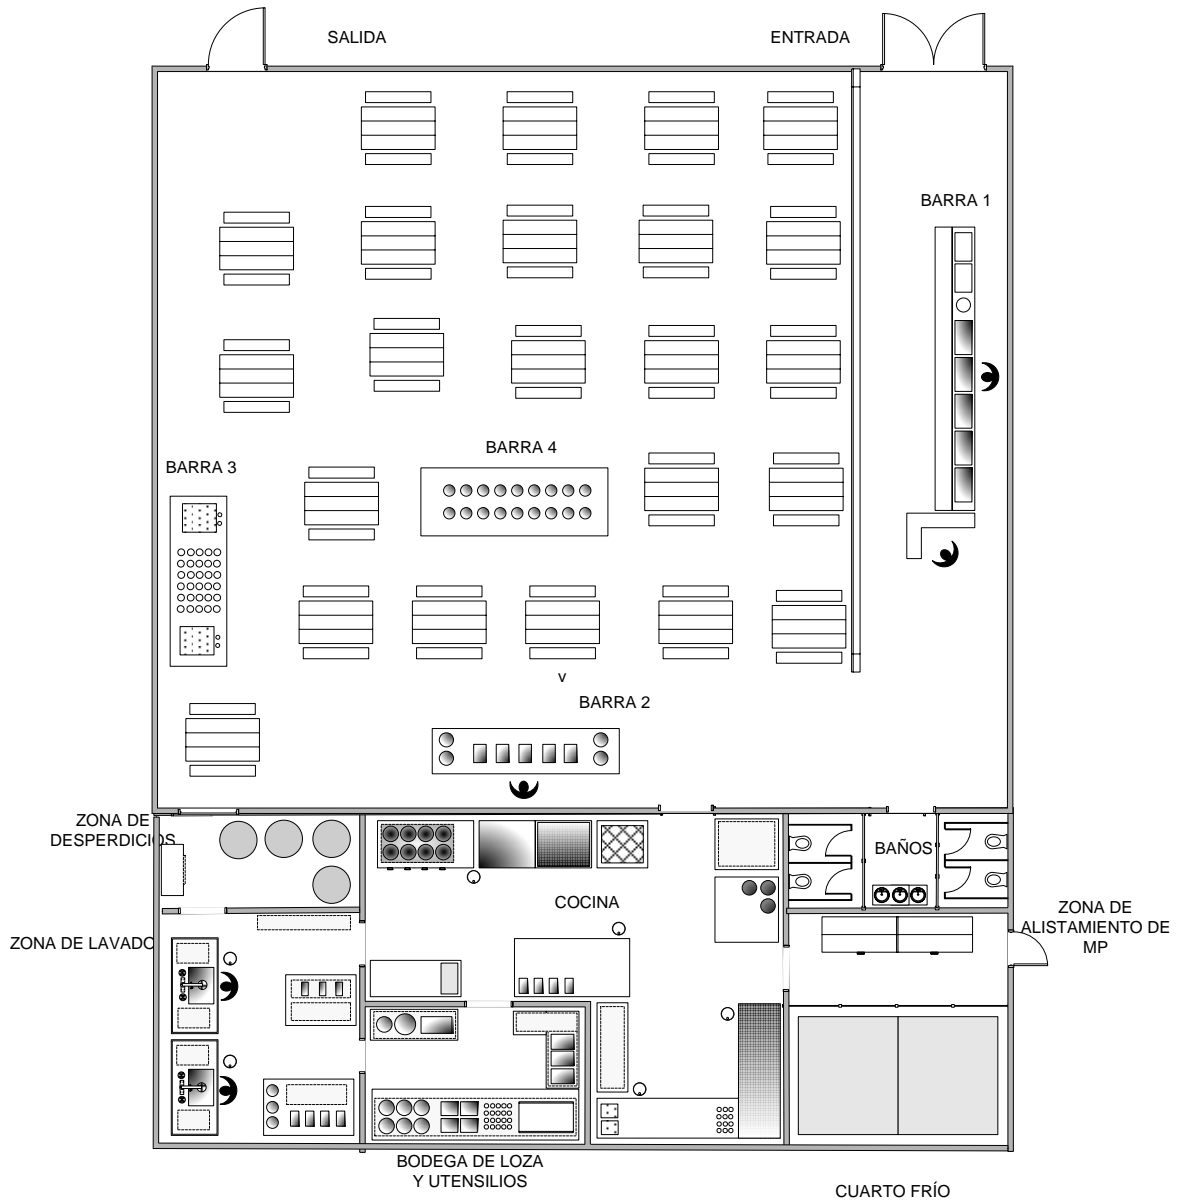 SALIDA
ENTRADA
BARRA 1
BARRA 4
BARRA 3
v
BARRA 2
ZONA DE
DESPERDICIOS
BAÑOS
COCINA
ZONA DE
ALISTAMIENTO DE
MP
ZONA DE LAVADO
BODEGA DE LOZA
Y UTENSILIOS
CUARTO FRÍO